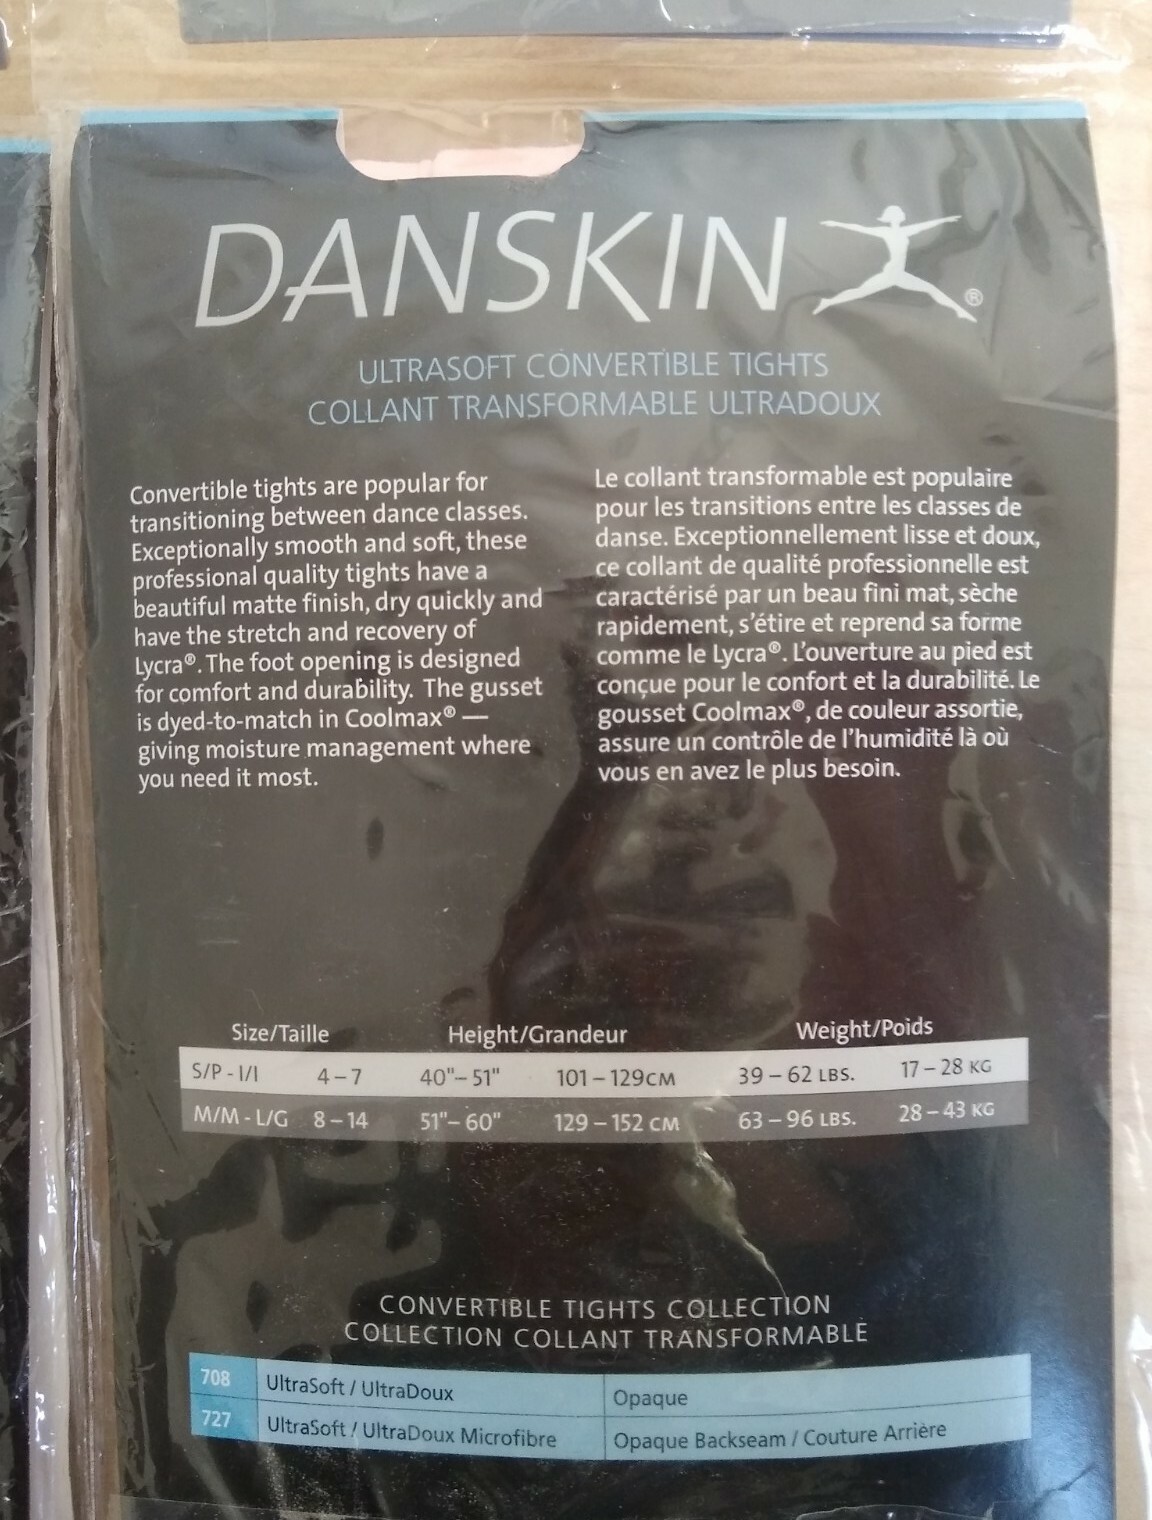 DANSKIN ®
ULTRASOFT CONVERTIBLE TIGHTS
COLLANT TRANSFORMABLE ULTRADOUX
Convertible tights are popular for
transitioning between dance classes.
Exceptionally smooth and soft, these
professional quality tights have a
beautiful matte finish, dry quickly and
have the stretch and recovery of
Lycra®. The foot opening is designed
for comfort and durability. The gusset
is dyed-to-match in Coolmax® —
giving moisture management where
you need it most.
Le collant transformable est populaire
pour les transitions entre les classes de
danse. Exceptionnellement lisse et doux,
ce collant de qualité professionnelle est
caractérisé par un beau fini mat, sèche
rapidement, s'étire et reprend sa forme
comme le Lycra®. L'ouverture au pied est
conçue pour le confort et la durabilité. Le
gousset Coolmax®, de couleur assortie,
assure un contrôle de l'humidité là où
vous en avez le plus besoin.
Size/Taille Height/Grandeur Weight/Poids
S/P - I/I 4 – 7 40"– 51" 101 – 129CM 39 – 62 LBS. 17 – 28 KG
M/M - L/G 8 – 14 51"– 60" 129 – 152 CM 63 – 96 LBS. 28 – 43 KG
CONVERTIBLE TIGHTS COLLECTION
COLLECTION COLLANT TRANSFORMABLE
708 UltraSoft / UltraDoux Opaque
727 UltraSoft / UltraDoux Microfibre Opaque Backseam / Couture Arrière